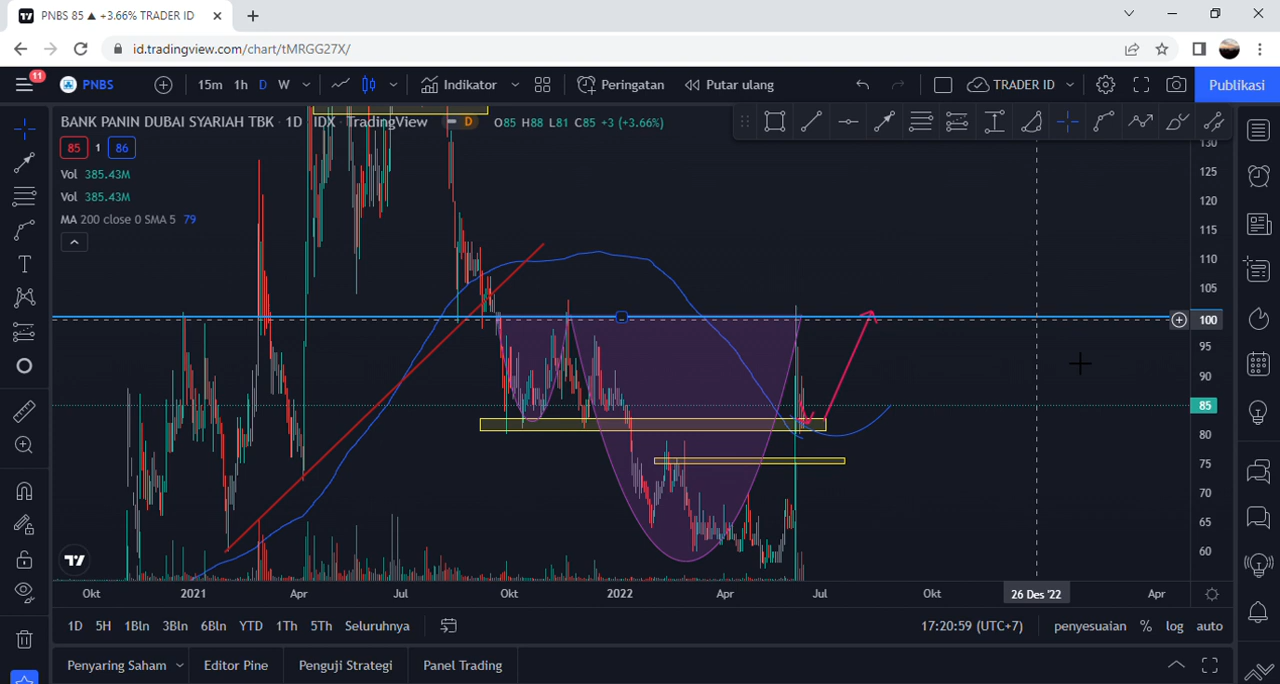 PNBS 85 ▲ +3.66% TRADER ID
id.tradingview.com/chart/tMRGG27X/
11
PNBS 15m 1h D W Indikator Peringatan Putar ulang TRADER ID Publikasi
BANK PANIN DUBAI SYARIAH TBK · 1D · IDX · TradingView D O85 H88 L81 C85 +3 (+3.66%)
85 1 86
Vol 385.43M
Vol 385.43M
MA 200 close 0 SMA 5 79
130
125
120
115
110
105
100
95
90
85
80
75
70
65
60
Okt 2021 Apr Jul Okt 2022 Apr Jul Okt 26 Des '22 Apr
1D 5H 1Bln 3Bln 6Bln YTD 1Th 5Th Seluruhnya 17:20:59 (UTC+7) penyesuaian % log auto
Penyaring Saham Editor Pine Penguji Strategi Panel Trading